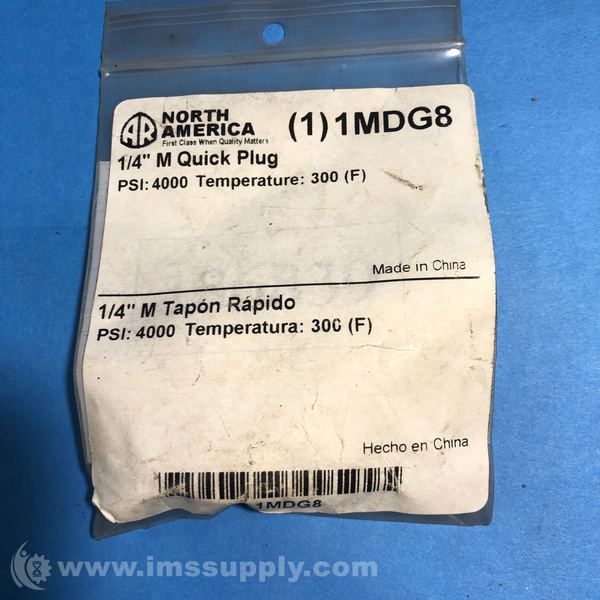 AR NORTH AMERICA
First Class When Quality Matters
(1) 1MDG8
1/4" M Quick Plug
PSI: 4000 Temperature: 300 (F)
Made in China
1/4" M Tapón Rápido
PSI: 4000 Temperatura: 300 (F)
Hecho en China
1MDG8
www.imssupply.com